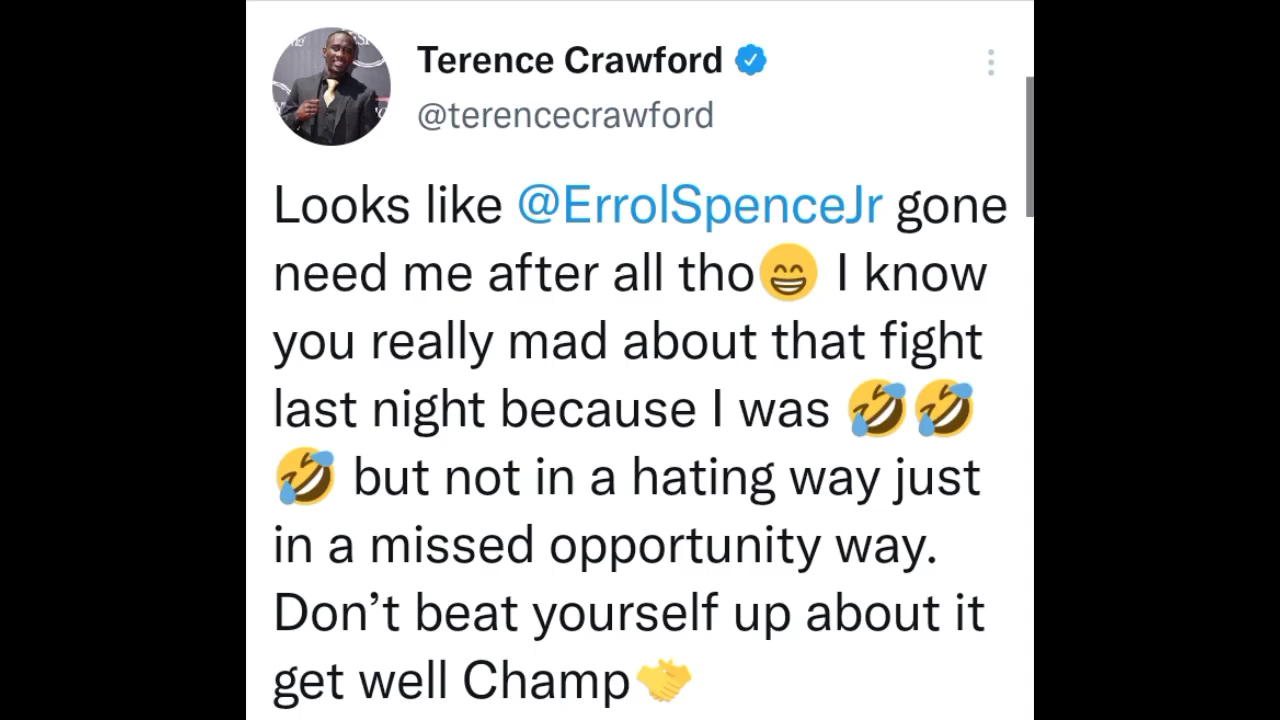 Terence Crawford
@terencecrawford
Looks like @ErrolSpenceJr gone
need me after all tho😁 I know
you really mad about that fight
last night because I was 🤣🤣
🤣 but not in a hating way just
in a missed opportunity way.
Don’t beat yourself up about it
get well Champ🤝